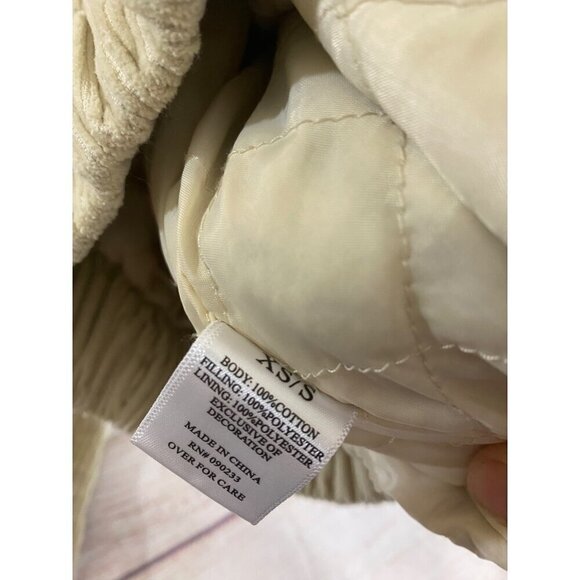 XS/S
BODY: 100%COTTON
FILLING: 100%POLYESTER
LINING: 100%POLYESTER
EXCLUSIVE OF
DECORATION
MADE IN CHINA
RN# 090233
OVER FOR CARE